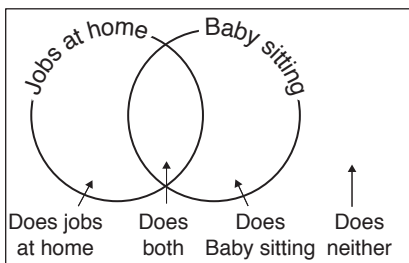 Jobs at home
Baby sitting
Does jobs
at home
Does
both
Does
Baby sitting
Does
neither